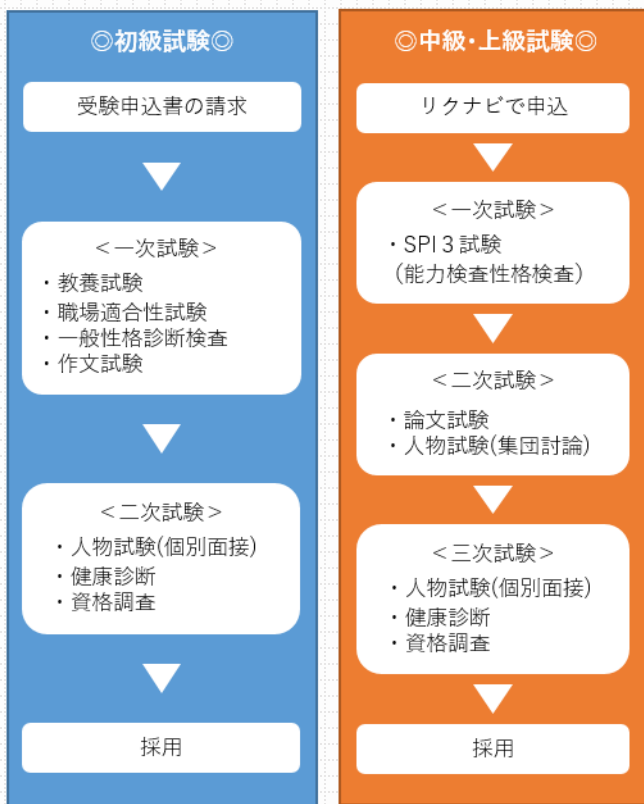 ◎初級試験◎
受験申込書の請求
＜一次試験＞
・教養試験
・職場適合性試験
・一般性格診断検査
・作文試験
＜二次試験＞
・人物試験(個別面接)
・健康診断
・資格調査
採用
◎中級・上級試験◎
リクナビで申込
＜一次試験＞
・SPI３試験
(能力検査性格検査)
＜二次試験＞
・論文試験
・人物試験(集団討論)
＜三次試験＞
・人物試験(個別面接)
・健康診断
・資格調査
採用